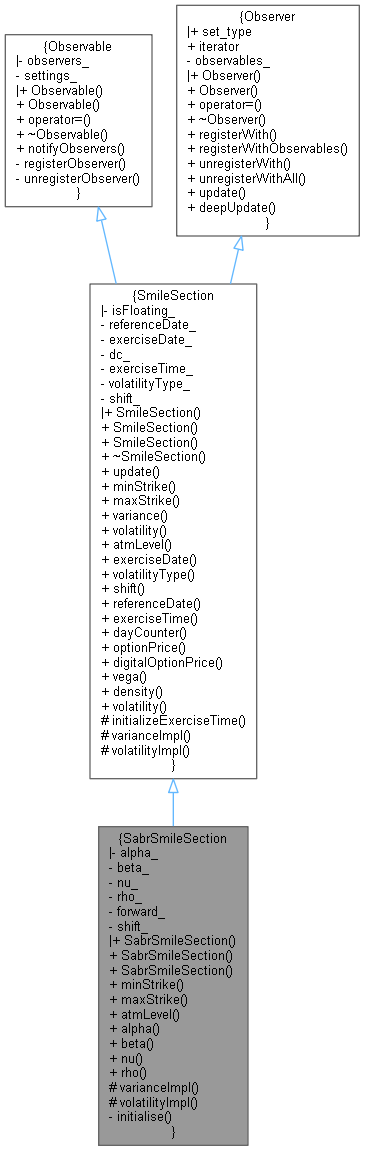 {Observable
|- observers_
- settings_
|+ Observable()
+ Observable()
+ operator=()
+ ~Observable()
+ notifyObservers()
- registerObserver()
- unregisterObserver()
}
{Observer
|+ set_type
+ iterator
- observables_
|+ Observer()
+ Observer()
+ operator=()
+ ~Observer()
+ registerWith()
+ registerWithObservables()
+ unregisterWith()
+ unregisterWithAll()
+ update()
+ deepUpdate()
}
{SmileSection
|- isFloating_
- referenceDate_
- exerciseDate_
- dc_
- exerciseTime_
- volatilityType_
- shift_
|+ SmileSection()
+ SmileSection()
+ SmileSection()
+ ~SmileSection()
+ update()
+ minStrike()
+ maxStrike()
+ variance()
+ volatility()
+ atmLevel()
+ exerciseDate()
+ volatilityType()
+ shift()
+ referenceDate()
+ exerciseTime()
+ dayCounter()
+ optionPrice()
+ digitalOptionPrice()
+ vega()
+ density()
+ volatility()
# initializeExerciseTime()
# varianceImpl()
# volatilityImpl()
}
{SabrSmileSection
|- alpha_
- beta_
- nu_
- rho_
- forward_
- shift_
|+ SabrSmileSection()
+ SabrSmileSection()
+ SabrSmileSection()
+ minStrike()
+ maxStrike()
+ atmLevel()
+ alpha()
+ beta()
+ nu()
+ rho()
# varianceImpl()
# volatilityImpl()
- initialise()
}